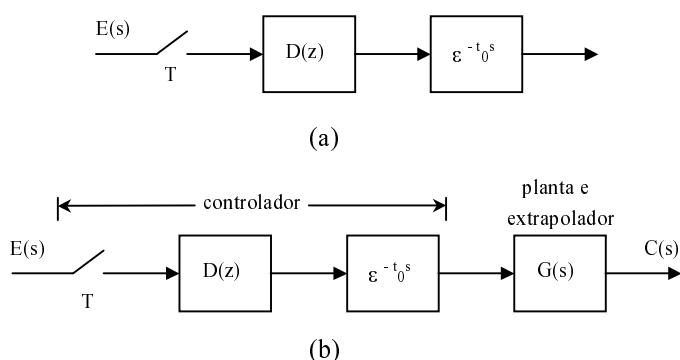 E(s)
T
D(z)
ε - t₀s
(a)
controlador
planta e
extrapolador
E(s)
T
D(z)
ε - t₀s
G(s)
C(s)
(b)